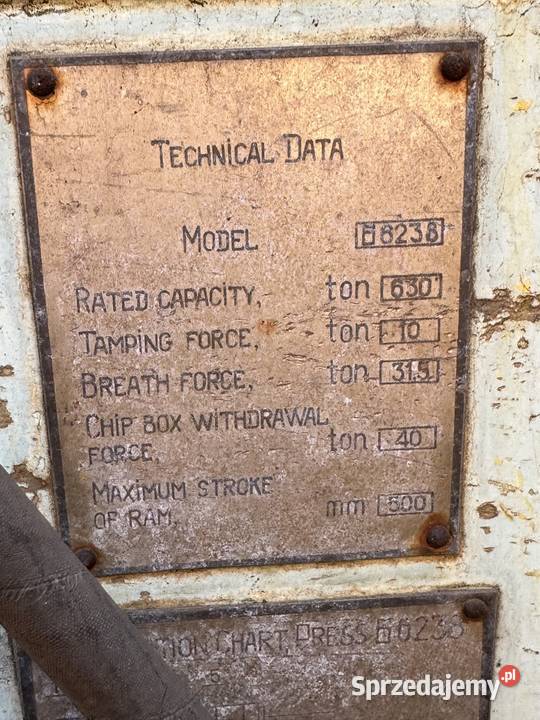 TECHNICAL DATA
MODEL Б6238
RATED CAPACITY, ton 630
TAMPING FORCE, ton 10
BREATH FORCE, ton 31.5
CHIP BOX WITHDRAWAL
FORCE, ton 40
MAXIMUM STROKE
OF RAM, mm 500
CHART, PRESS Б6238
5
Sprzedajemy.pl